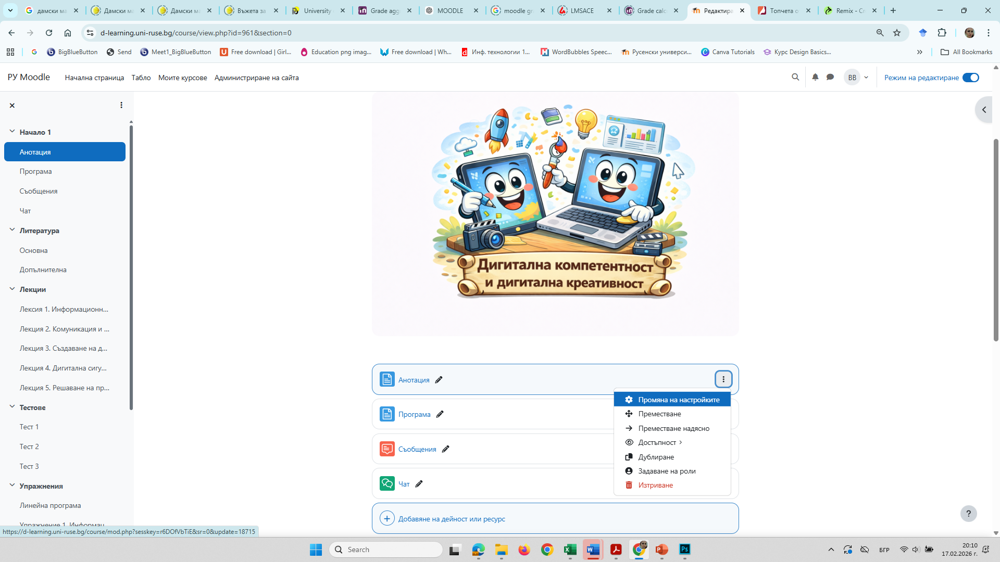 дамски ма
Дамски ма
Дамски ма
Въжета за
University
Grade agg
MOODLE
moodle gr
LMSACE
Grade calc
Редактира
Топчета о
Remix - Cr
d-learning.uni-ruse.bg/course/view.php?id=961&section=0
BigBlueButton
Send
Meet1_BigBlueButton
Free download | Girl...
Education png imag...
Free download | Wh...
Инф. технологии 1...
WordBubbles Speec...
Русенски универси...
Canva Tutorials
Курс Design Basics...
All Bookmarks
РУ Moodle
Начална страница
Табло
Моите курсове
Администриране на сайта
ВВ
Режим на редактиране
Начало 1
Анотация
Програма
Съобщения
Чат
Литература
Основна
Допълнителна
Лекции
Лексия 1. Информационн...
Лекция 2. Комуникация и ...
Лекция 3. Създаване на д...
Лекция 4. Дигитална сигу...
Лекция 5. Решаване на пр...
Тестове
Тест 1
Тест 2
Тест 3
Упражнения
Линейна програма
Упражнение 1. Информац...
https://d-learning.uni-ruse.bg/course/mod.php?sesskey=r6DOfVbTiE&sr=0&update=18715
Дигитална компетентност
и дигитална креативност
Анотация
Програма
Съобщения
Чат
Добавяне на дейност или ресурс
Промяна на настройките
Преместване
Преместване надясно
Достъпност
Дублиране
Задаване на роли
Изтриване
?
Search
БГР
20:10
17.02.2026 г.